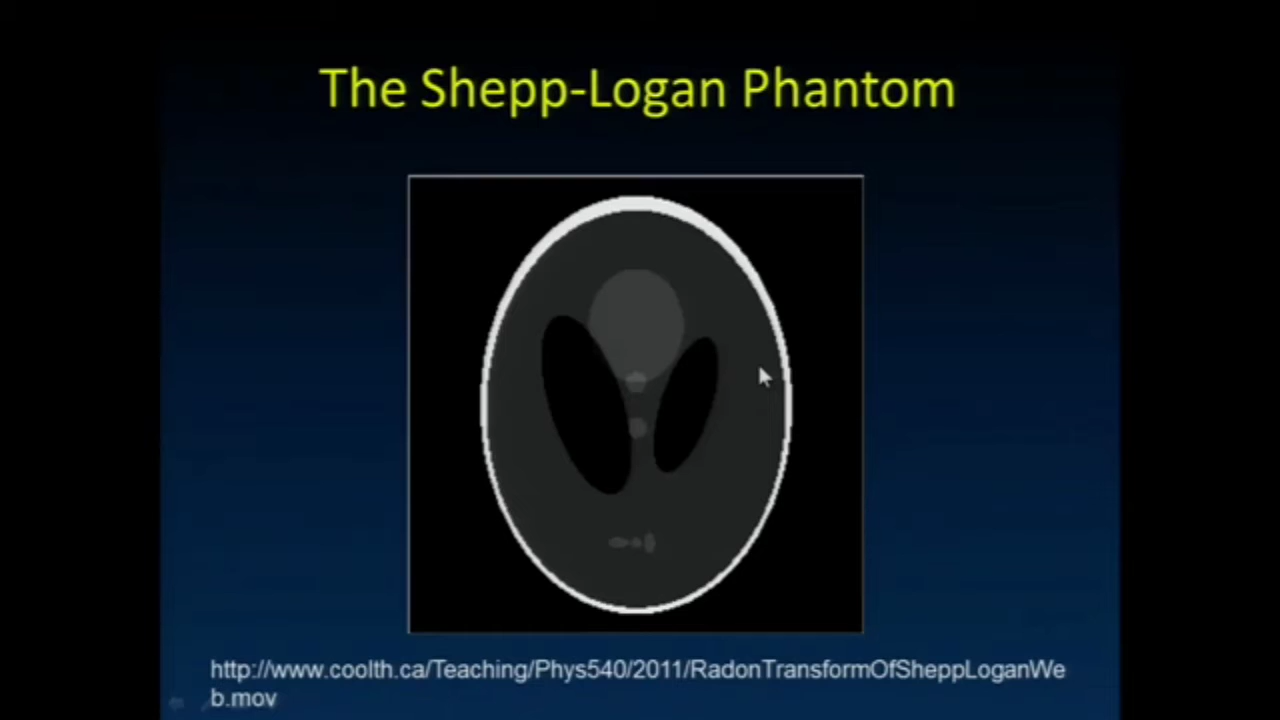 The Shepp-Logan Phantom
http://www.coolth.ca/Teaching/Phys540/2011/RadonTransformOfSheppLoganWe
b.mov